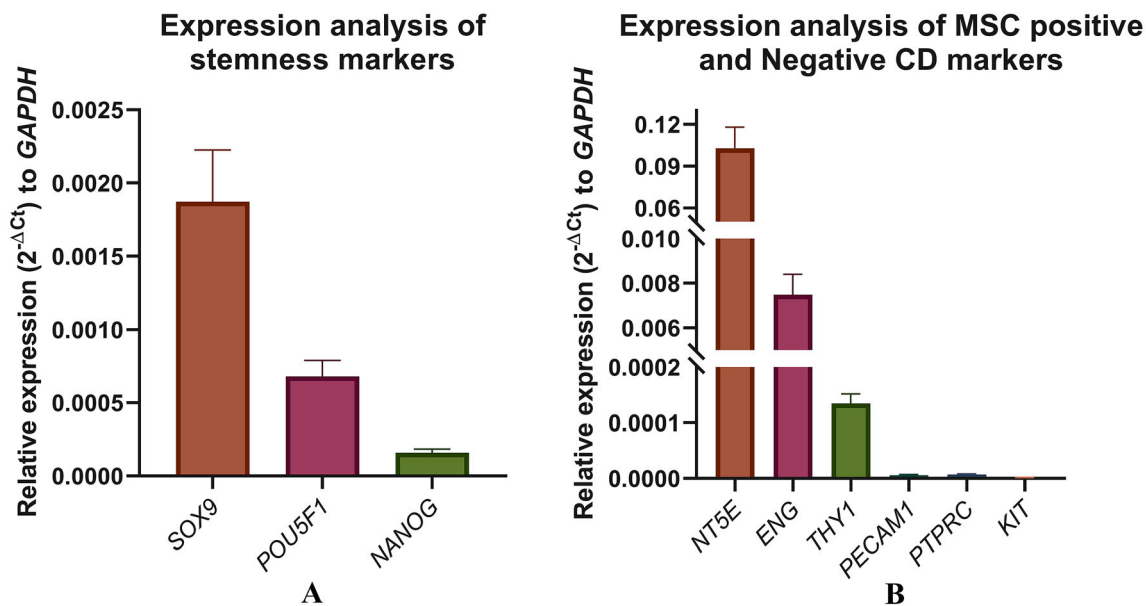 Expression analysis of
stemness markers
Relative expression (2-ΔCt) to GAPDH
0.0025
0.0020
0.0015
0.0010
0.0005
0.0000
SOX9
POU5F1
NANOG
A
Expression analysis of MSC positive
and Negative CD markers
Relative expression (2-ΔCt) to GAPDH
0.12
0.09
0.06
0.010
0.008
0.006
0.0002
0.0001
0.0000
NT5E
ENG
THY1
PECAM1
PTPRC
KIT
B